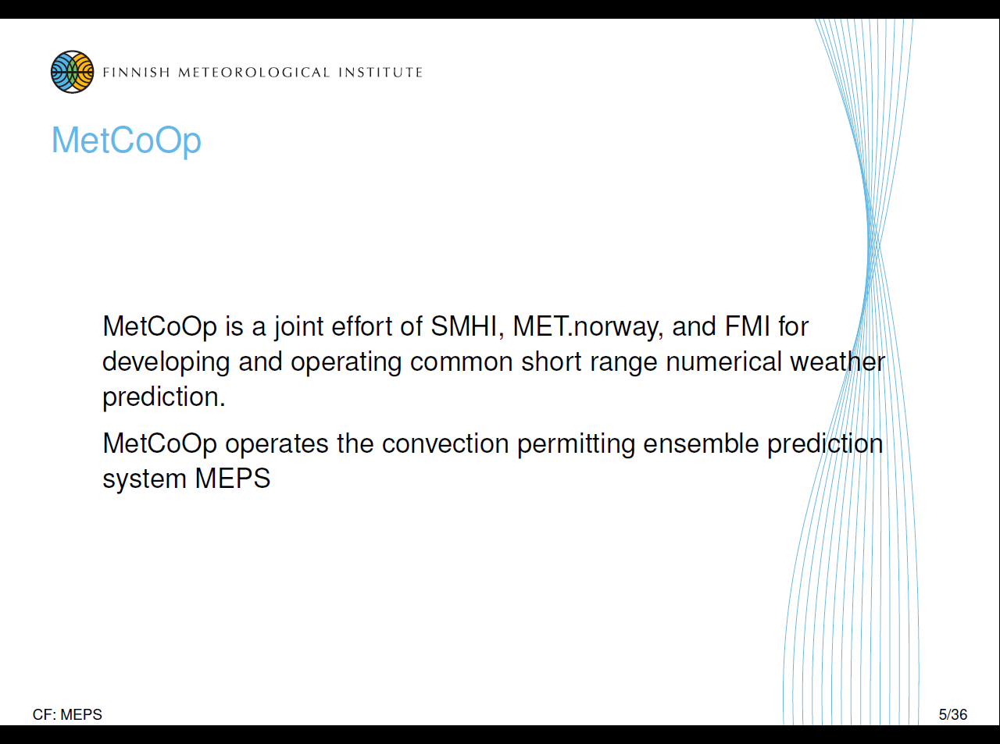 FINNISH METEOROLOGICAL INSTITUTE
MetCoOp
MetCoOp is a joint effort of SMHI, MET.norway, and FMI for
developing and operating common short range numerical weather
prediction.
MetCoOp operates the convection permitting ensemble prediction
system MEPS
CF: MEPS
5/36